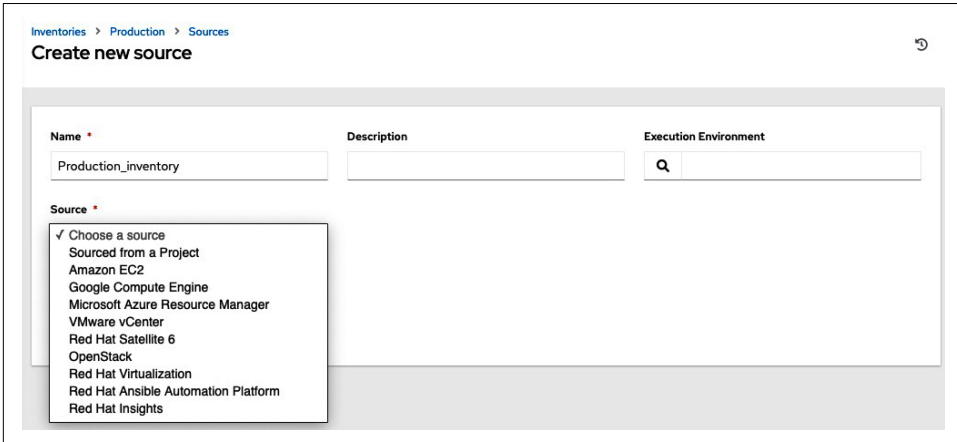 Inventories > Production > Sources
Create new source
Name * Description Execution Environment
Production_inventory
Source *
✓ Choose a source
Sourced from a Project
Amazon EC2
Google Compute Engine
Microsoft Azure Resource Manager
VMware vCenter
Red Hat Satellite 6
OpenStack
Red Hat Virtualization
Red Hat Ansible Automation Platform
Red Hat Insights